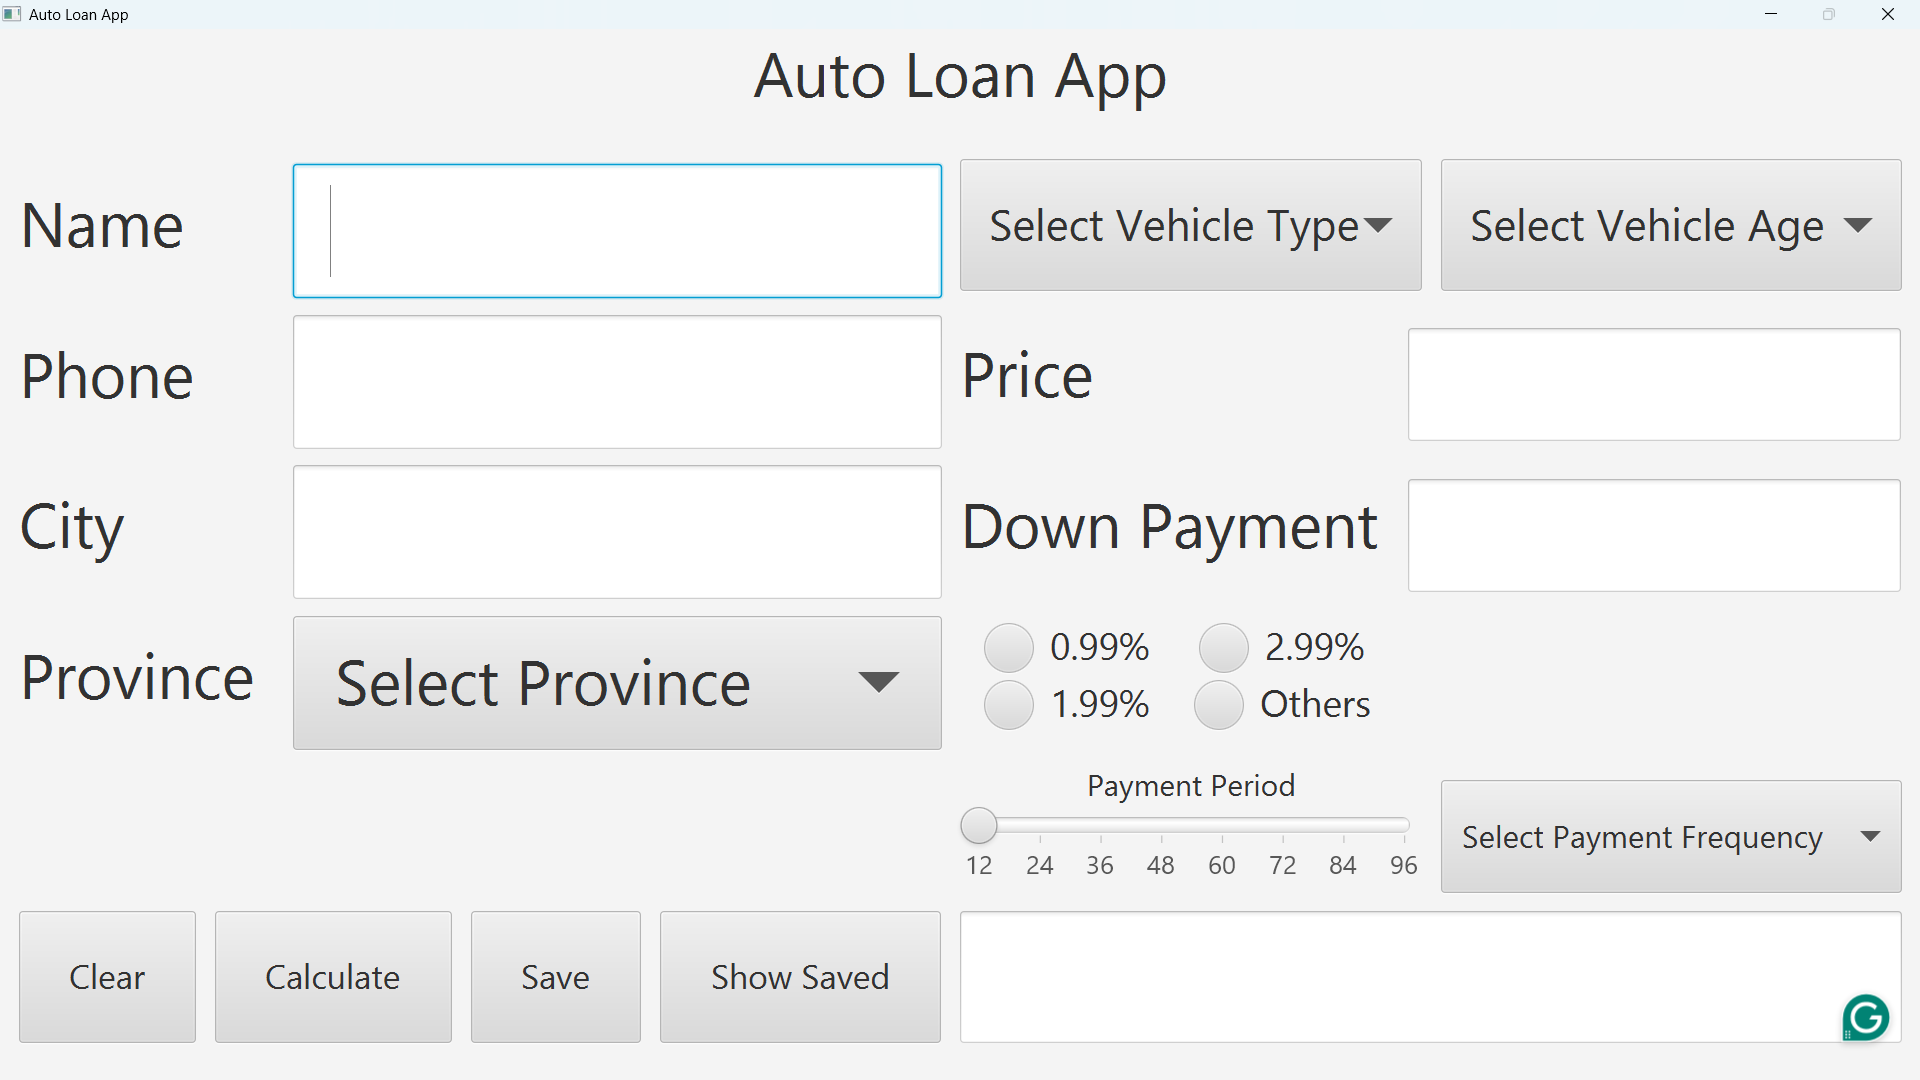 Auto Loan App
Auto Loan App
Name
Select Vehicle Type
Select Vehicle Age
Phone
Price
City
Down Payment
Province
Select Province
0.99%
2.99%
1.99%
Others
Payment Period
12 24 36 48 60 72 84 96
Select Payment Frequency
Clear
Calculate
Save
Show Saved
G